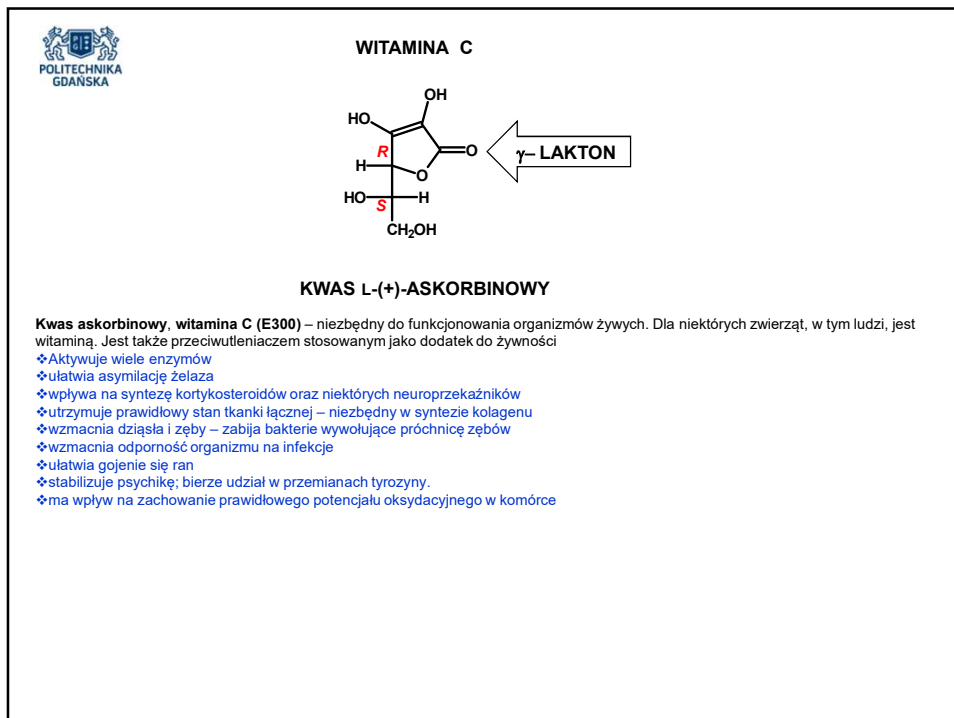 POLITECHNIKA
GDAŃSKA
WITAMINA C
OH
HO
R
H
O
O
γ– LAKTON
HO
S
H
CH₂OH
KWAS L-(+)-ASKORBINOWY
Kwas askorbinowy, witamina C (E300) – niezbędny do funkcjonowania organizmów żywych. Dla niektórych zwierząt, w tym ludzi, jest
witaminą. Jest także przeciwutleniaczem stosowanym jako dodatek do żywności
❖Aktywuje wiele enzymów
❖ułatwia asymilację żelaza
❖wpływa na syntezę kortykosteroidów oraz niektórych neuroprzekaźników
❖utrzymuje prawidłowy stan tkanki łącznej – niezbędny w syntezie kolagenu
❖wzmacnia dziąsła i zęby – zabija bakterie wywołujące próchnicę zębów
❖wzmacnia odporność organizmu na infekcje
❖ułatwia gojenie się ran
❖stabilizuje psychikę; bierze udział w przemianach tyrozyny.
❖ma wpływ na zachowanie prawidłowego potencjału oksydacyjnego w komórce